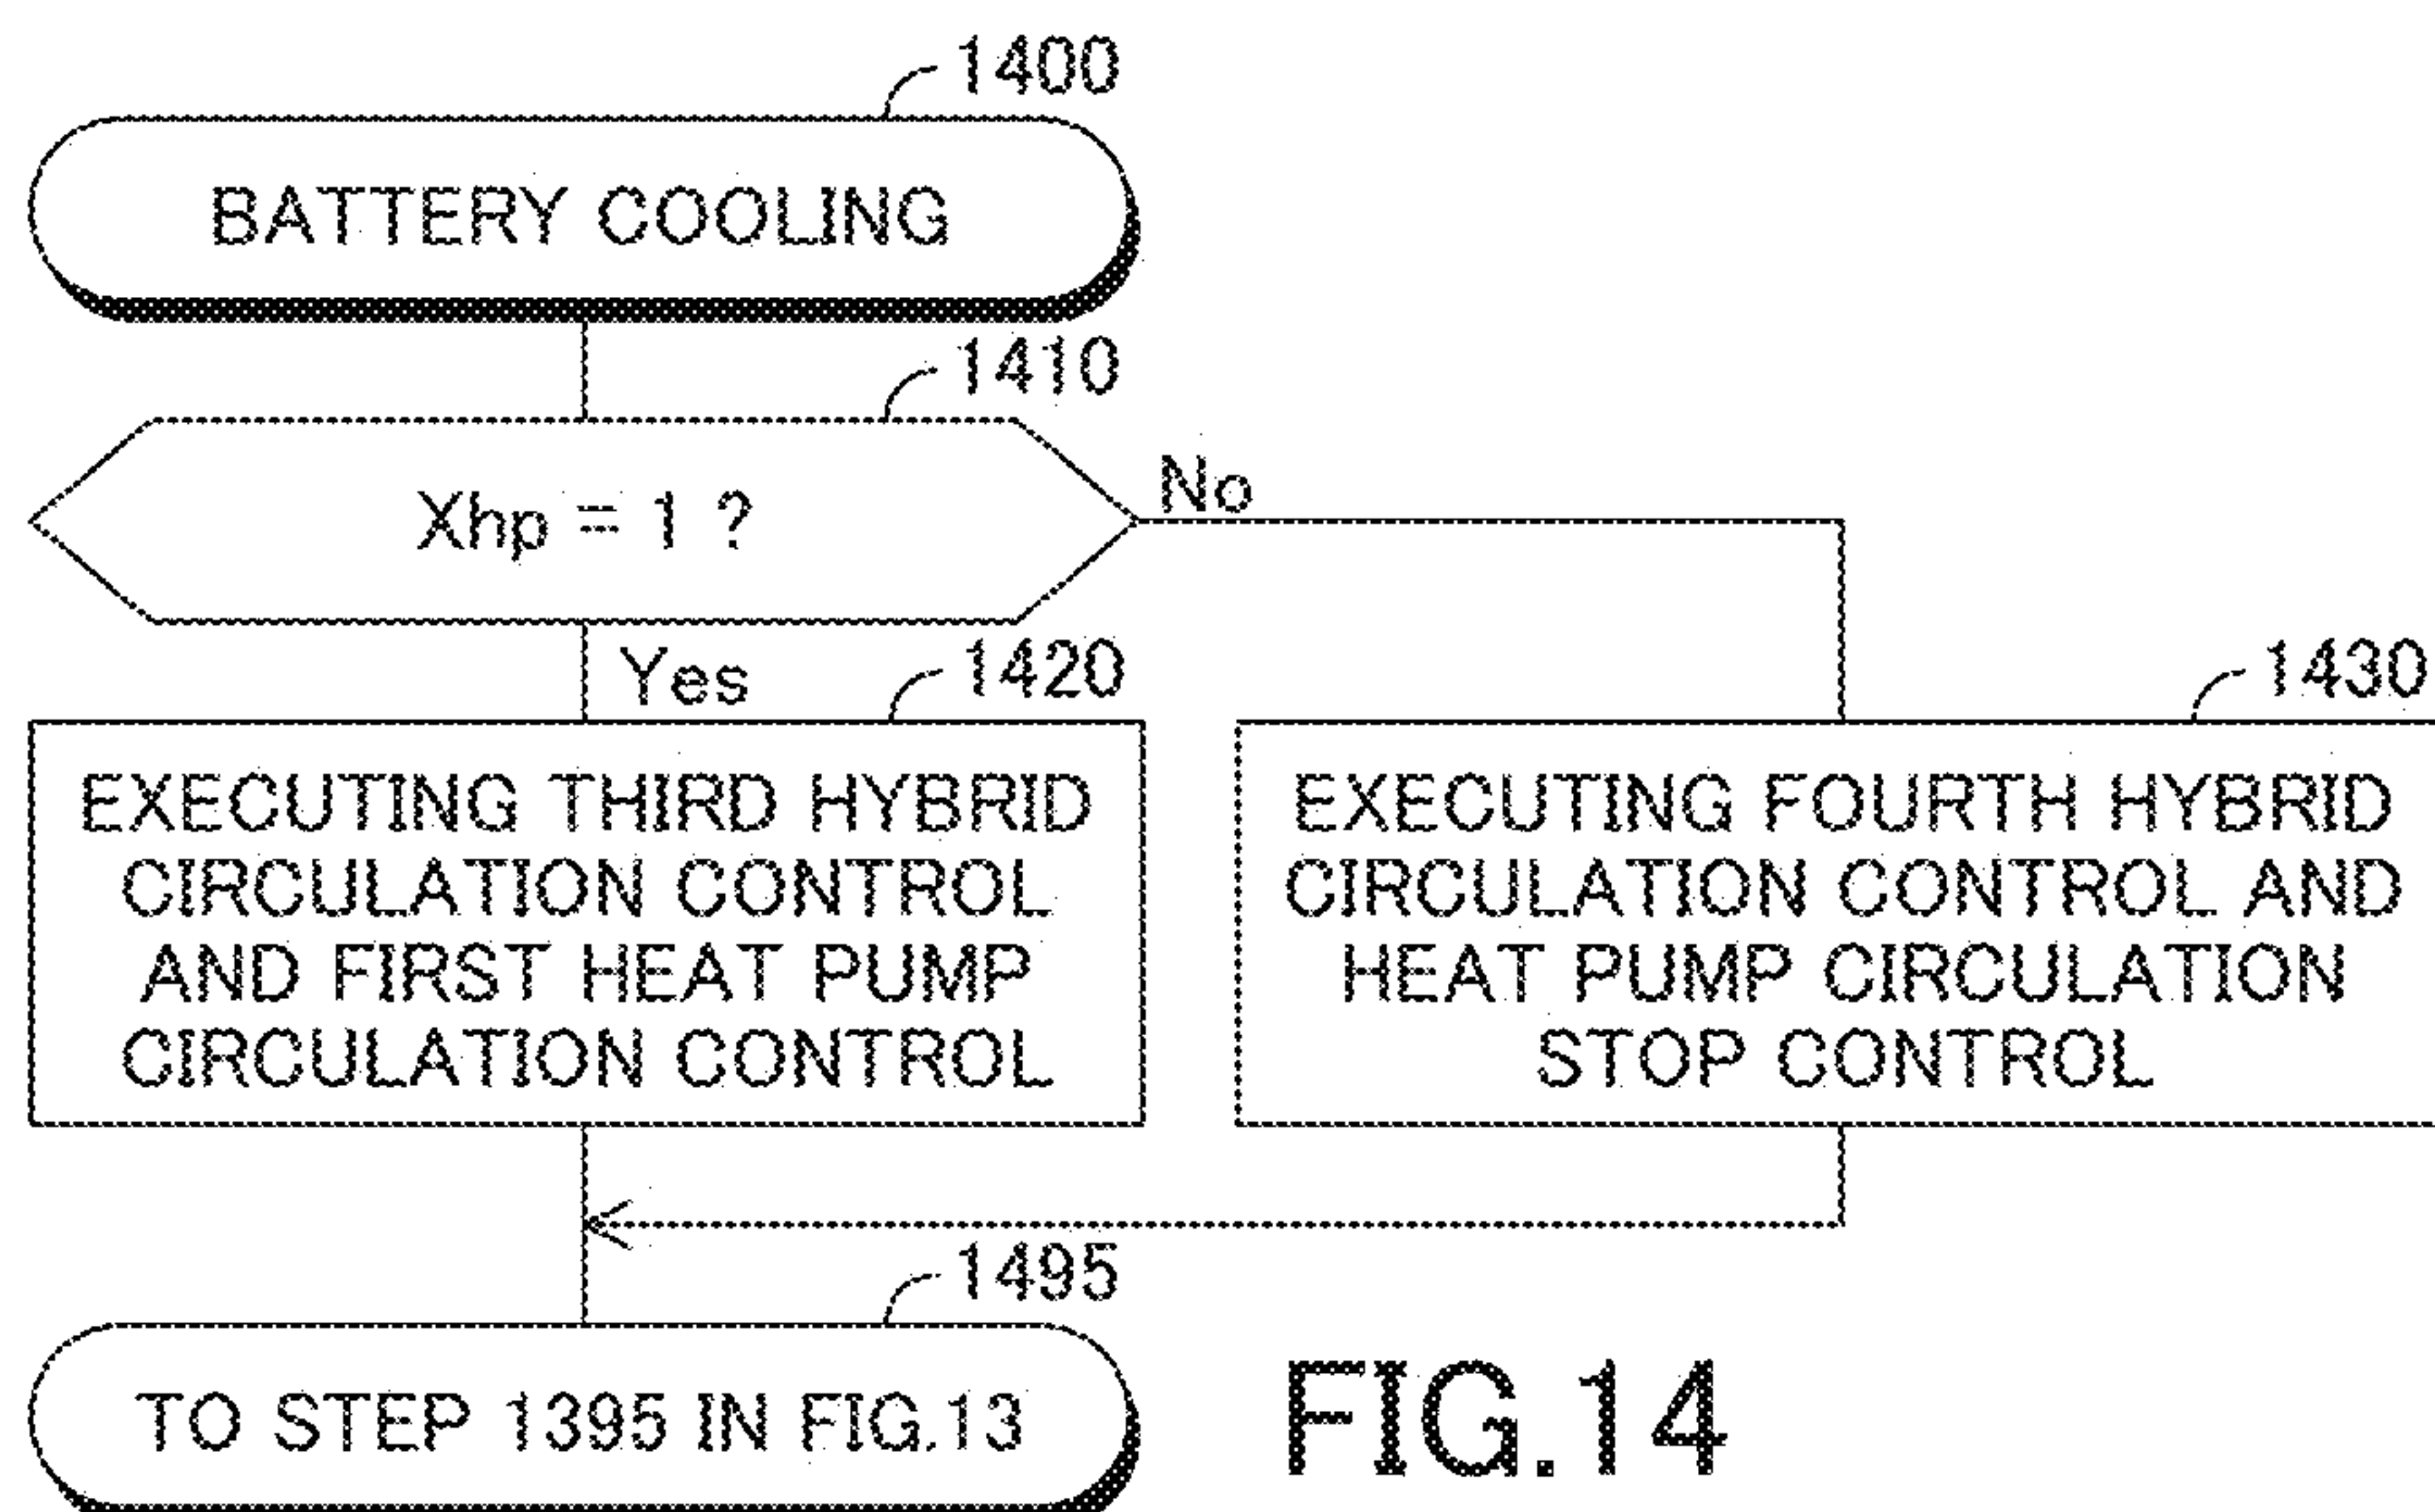 1400
BATTERY COOLING
1410
Xhp = 1 ?
No
Yes
1420
EXECUTING THIRD HYBRID
CIRCULATION CONTROL
AND FIRST HEAT PUMP
CIRCULATION CONTROL
1430
EXECUTING FOURTH HYBRID
CIRCULATION CONTROL AND
HEAT PUMP CIRCULATION
STOP CONTROL
1495
TO STEP 1395 IN FIG.13
FIG.14